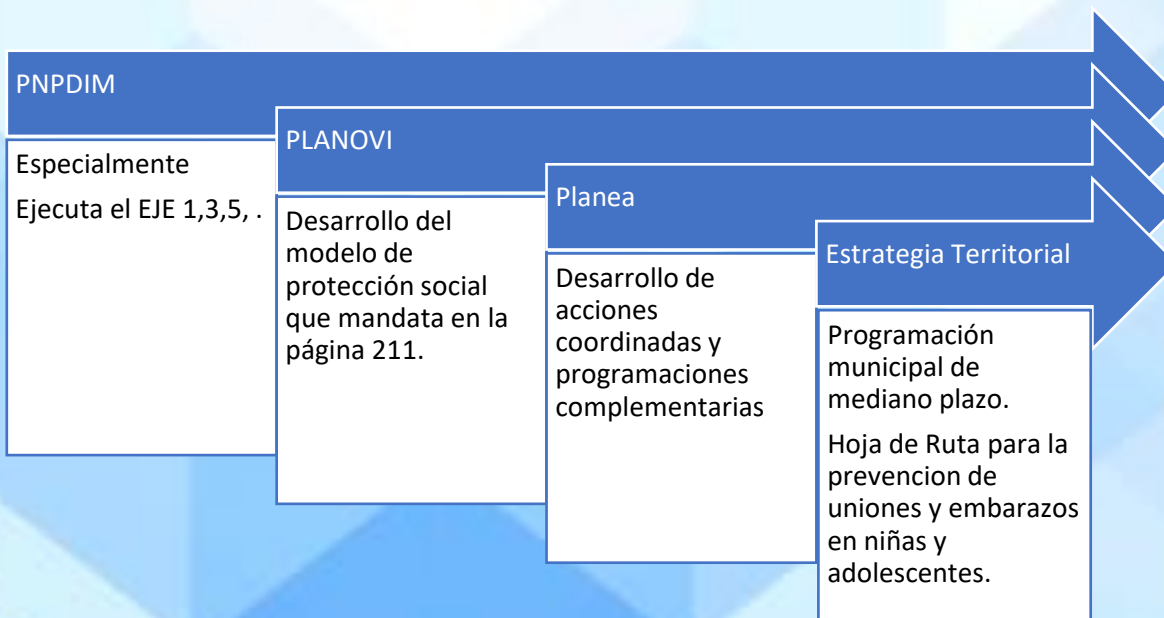 PNPDIM
Especialmente
Ejecuta el EJE 1,3,5, .
PLANOVI
Desarrollo del
modelo de
protección social
que mandata en la
página 211.
Planea
Desarrollo de
acciones
coordinadas y
programaciones
complementarias
Estrategia Territorial
Programación
municipal de
mediano plazo.
Hoja de Ruta para la
prevencion de
uniones y embarazos
en niñas y
adolescentes.